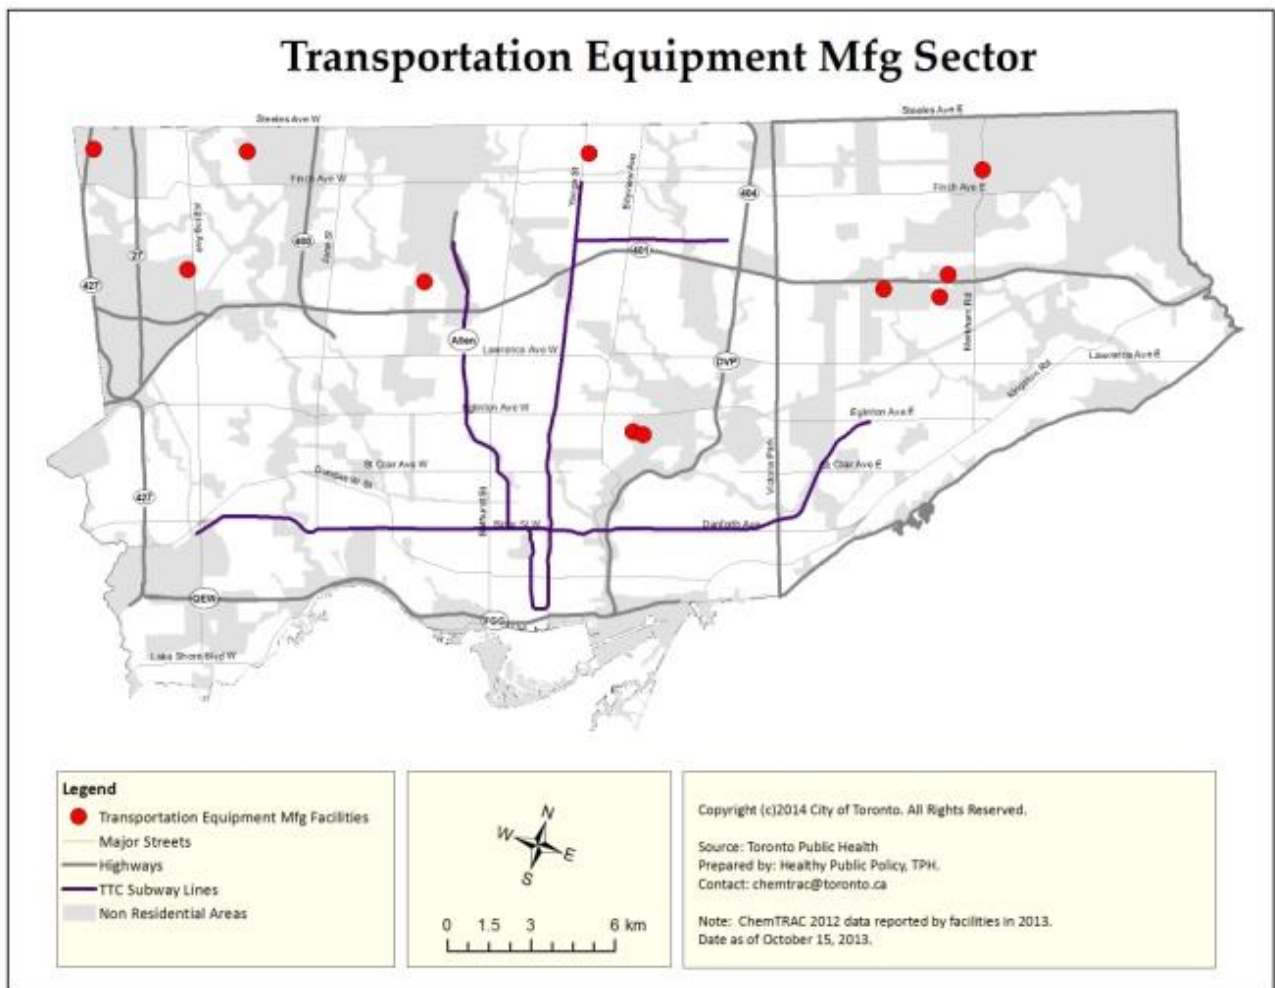 Transportation Equipment Mfg Sector
Steeles Ave W
Steeles Ave E
Finch Ave W
Yonge St
Bayview Ave
404
Finch Ave E
400
Jane St
27
401
427
Markham Rd
Allen
Lawrence Ave W
DVP
Lawrence Ave E
Kingston Rd
Eglinton Ave W
Eglinton Ave E
Victoria Park
St Clair Ave W
St Clair Ave E
Dundas W St
427
Bathurst St
Bloor St W
Danforth Ave
QEW
Lake Shore Blvd W
Legend
Transportation Equipment Mfg Facilities
Major Streets
Highways
TTC Subway Lines
Non Residential Areas
N
W
E
S
0 1.5 3 6 km
Copyright (c)2014 City of Toronto. All Rights Reserved.
Source: Toronto Public Health
Prepared by: Healthy Public Policy, TPH.
Contact: chemtrac@toronto.ca
Note: ChemTRAC 2012 data reported by facilities in 2013.
Date as of October 15, 2013.